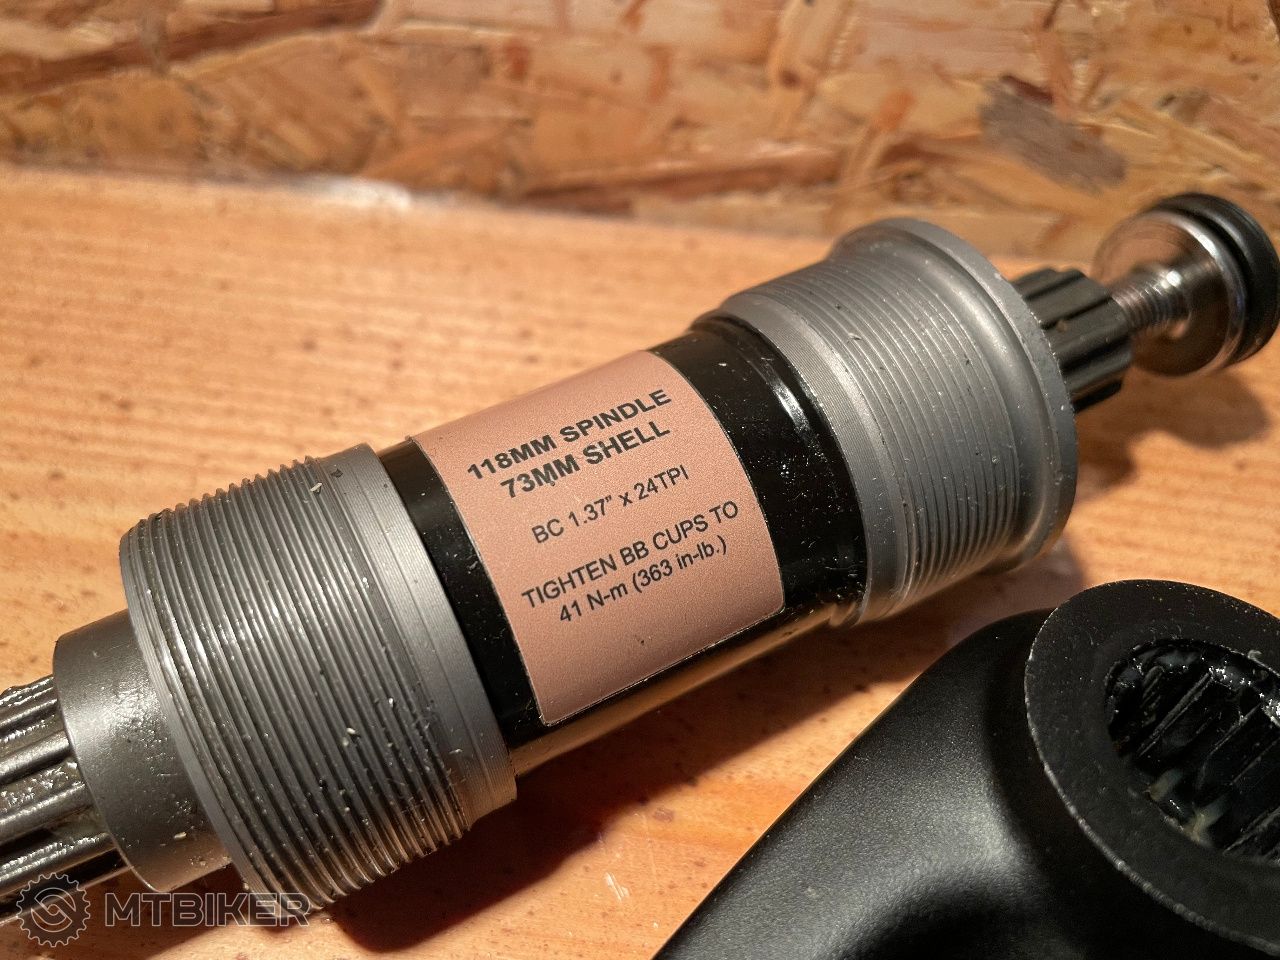 118MM SPINDLE
73MM SHELL
BC 1.37" x 24TPI
TIGHTEN BB CUPS TO
41 N-m (363 in-lb.)
MTBIKER